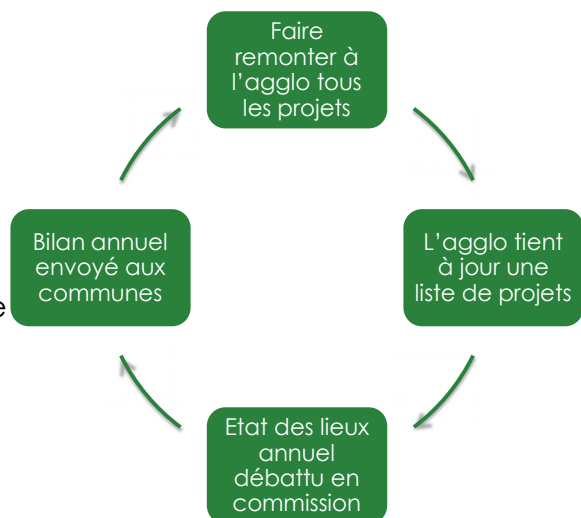 Faire
remonter à
l'agglo tous
les projets
L'agglo tient
à jour une
liste de projets
Etat des lieux
annuel
débattu en
commission
Bilan annuel
envoyé aux
communes
e